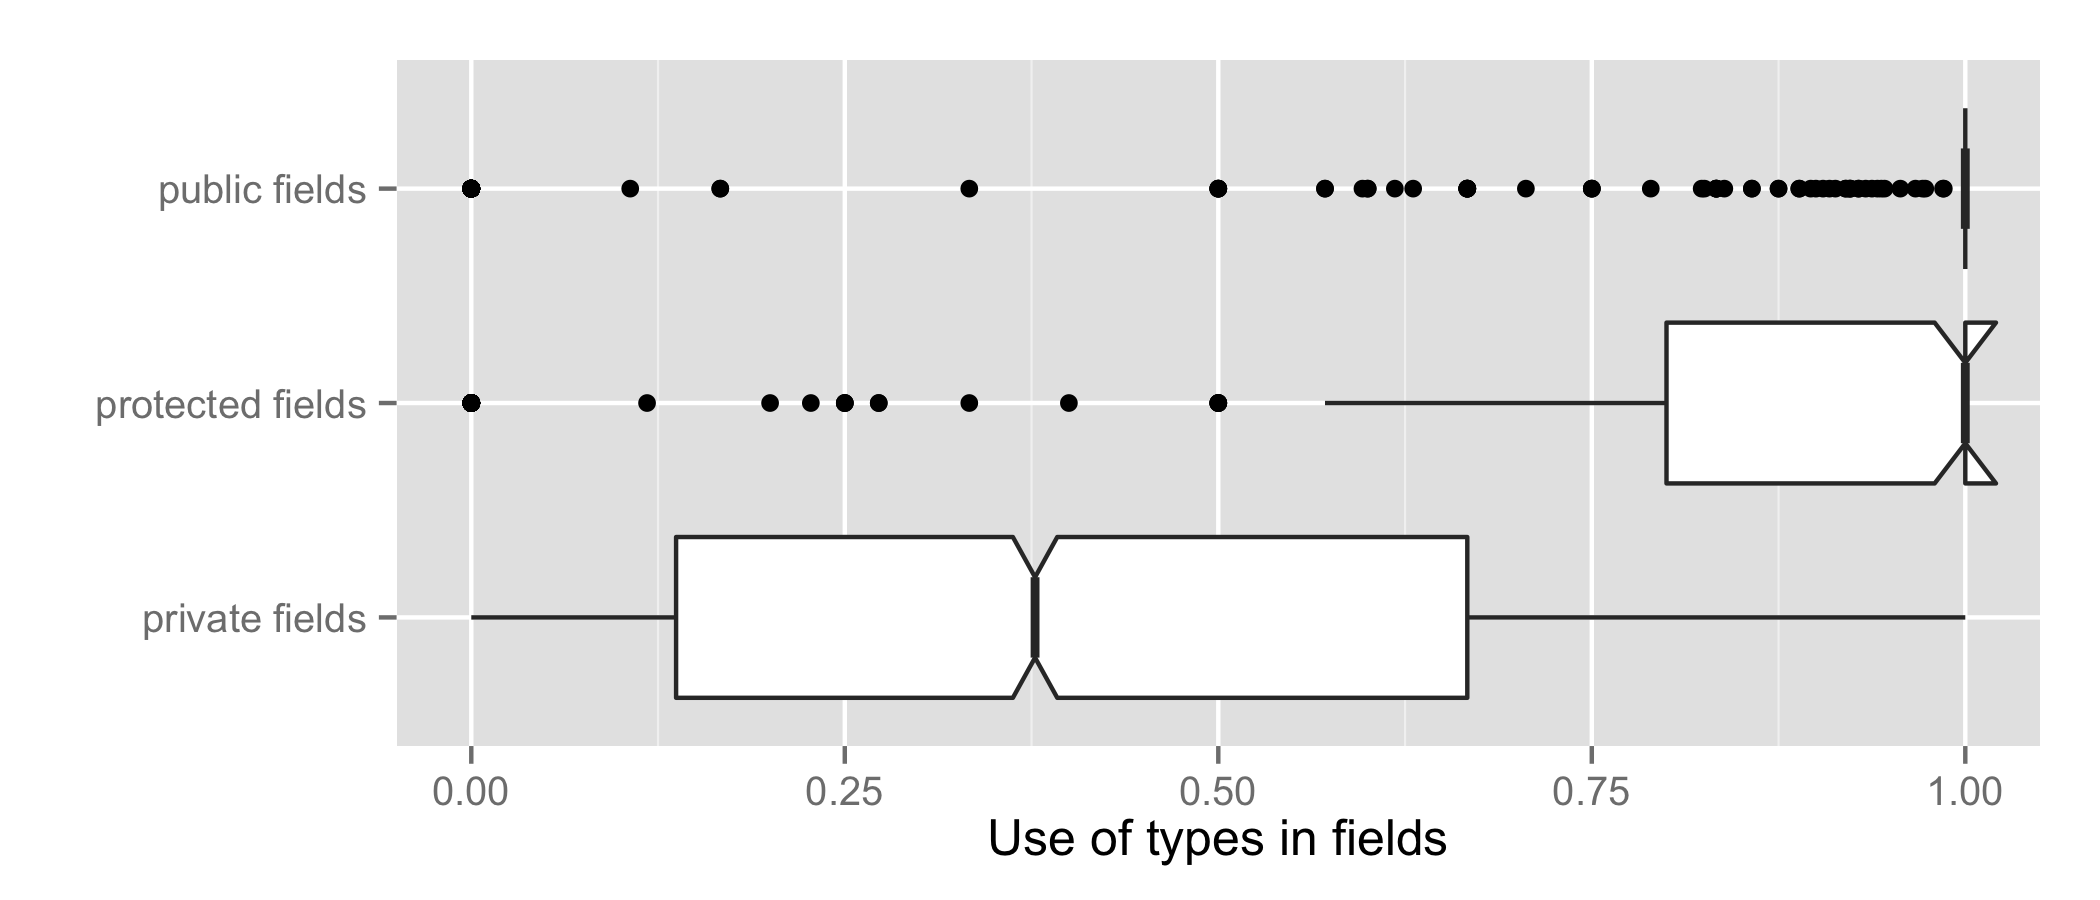 public fields
protected fields
private fields
0.00 0.25 0.50 0.75 1.00
Use of types in fields